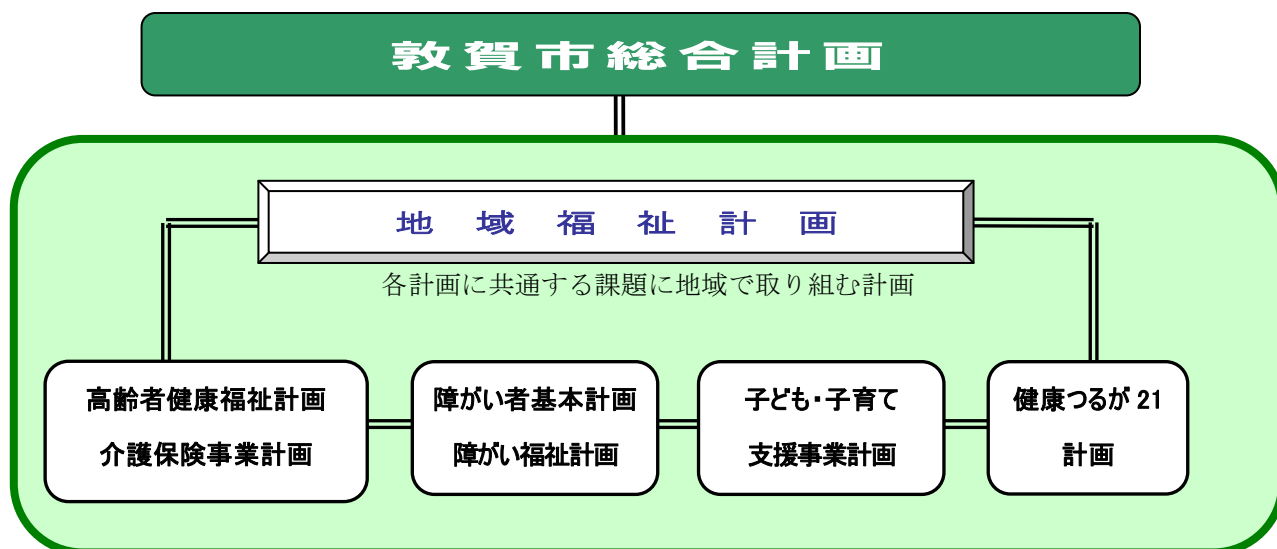 敦賀市総合計画
地域福祉計画
各計画に共通する課題に地域で取り組む計画
高齢者健康福祉計画
介護保険事業計画
障がい者基本計画
障がい福祉計画
子ども・子育て
支援事業計画
健康つるが21
計画